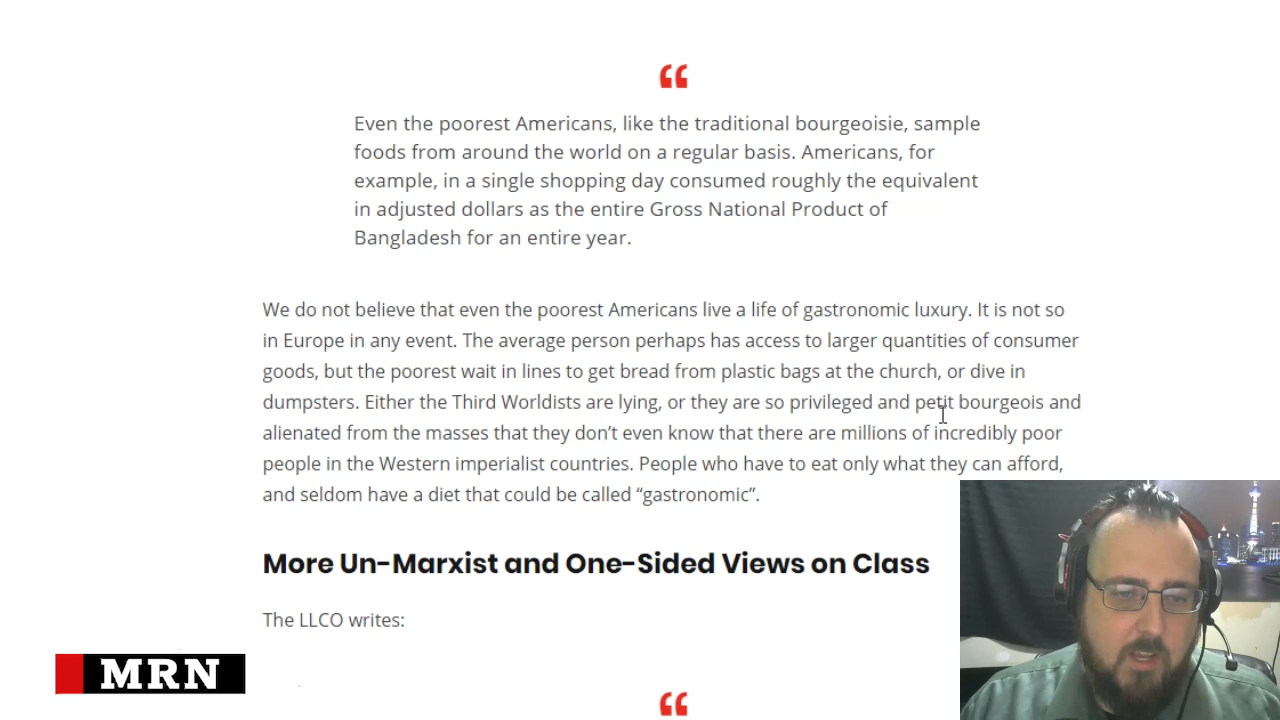 “
Even the poorest Americans, like the traditional bourgeoisie, sample
foods from around the world on a regular basis. Americans, for
example, in a single shopping day consumed roughly the equivalent
in adjusted dollars as the entire Gross National Product of
Bangladesh for an entire year.
We do not believe that even the poorest Americans live a life of gastronomic luxury. It is not so
in Europe in any event. The average person perhaps has access to larger quantities of consumer
goods, but the poorest wait in lines to get bread from plastic bags at the church, or dive in
dumpsters. Either the Third Worldists are lying, or they are so privileged and petit bourgeois and
alienated from the masses that they don’t even know that there are millions of incredibly poor
people in the Western imperialist countries. People who have to eat only what they can afford,
and seldom have a diet that could be called “gastronomic”.
More Un-Marxist and One-Sided Views on Class
The LLCO writes:
“
MRN